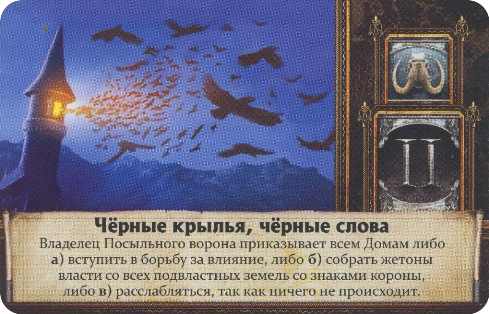 II
Чёрные крылья, чёрные слова
Владелец Посыльного ворона приказывает всем Домам либо
а) вступить в борьбу за влияние, либо б) собрать жетоны
власти со всех подвластных земель со знаками короны,
либо в) расслабляться, так как ничего не происходит.